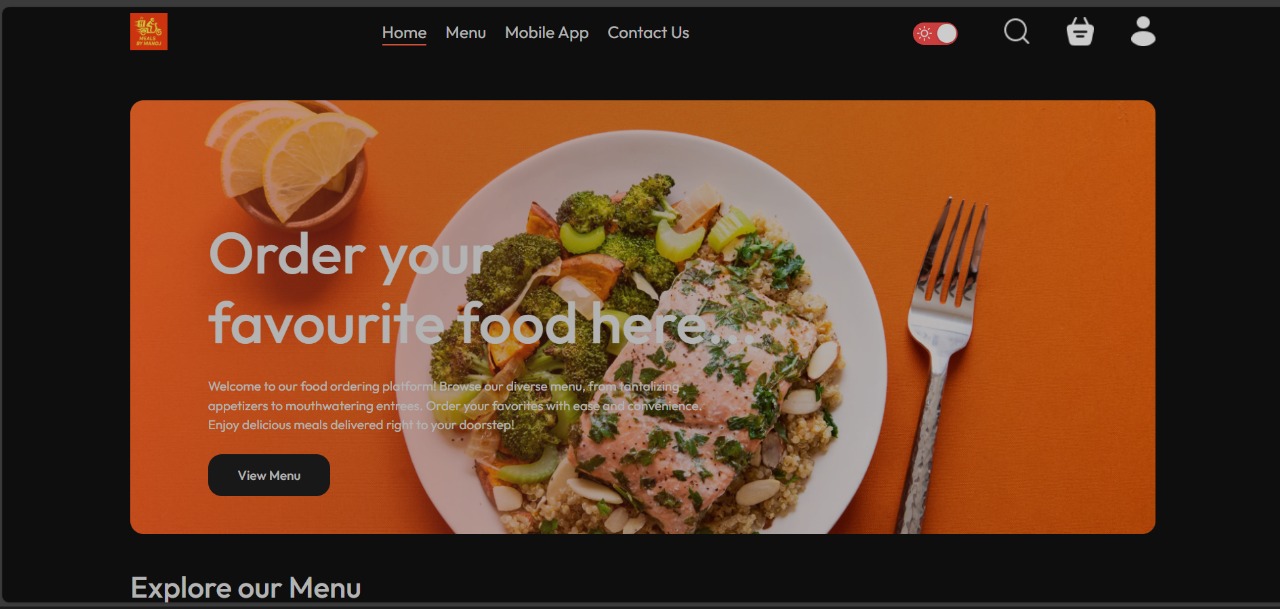 MEALS
BY MANOJ
Home Menu Mobile App Contact Us
Order your
favourite food here...
Welcome to our food ordering platform! Browse our diverse menu, from tantalizing
appetizers to mouthwatering entrees. Order your favorites with ease and convenience.
Enjoy delicious meals delivered right to your doorstep!
View Menu
Explore our Menu